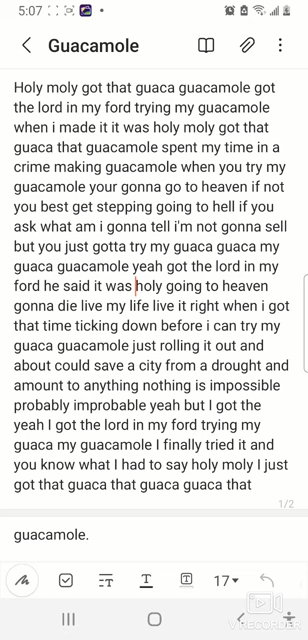 5:07
Guacamole
Holy moly got that guaca guacamole got
the lord in my ford trying my guacamole
when i made it it was holy moly got that
guaca that guacamole spent my time in a
crime making guacamole when you try my
guacamole your gonna go to heaven if not
you best get stepping going to hell if you
ask what am i gonna tell i'm not gonna sell
but you just gotta try my guaca guaca my
guaca guacamole yeah got the lord in my
ford he said it was holy going to heaven
gonna die live my life live it right when i got
that time ticking down before i can try my
guaca guacamole just rolling it out and
about could save a city from a drought and
amount to anything nothing is impossible
probably improbable yeah but I got the
yeah I got the lord in my ford trying my
guaca my guacamole I finally tried it and
you know what I had to say holy moly I just
got that guaca that guaca guaca that
1/2
guacamole.
T
T
T
17
V RECORDER